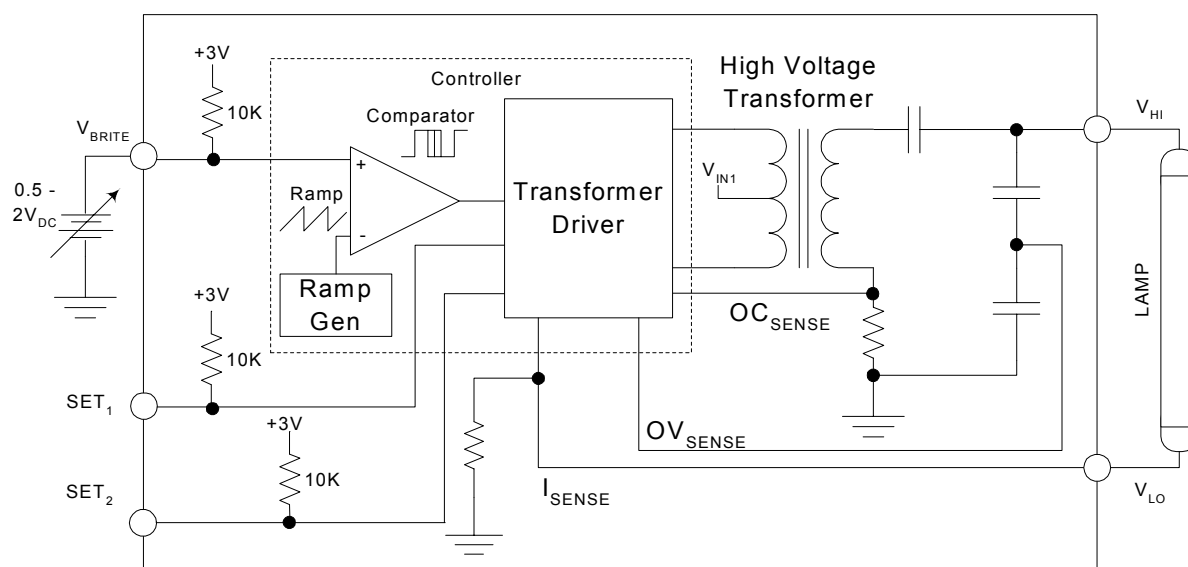 +3V
10K
V_BRITE
0.5 -
2V_DC
Controller
Comparator
+
-
Ramp
Ramp
Gen
Transformer
Driver
High Voltage
Transformer
V_IN1
V_HI
LAMP
OC_SENSE
+3V
10K
SET_1
OV_SENSE
+3V
10K
SET_2
I_SENSE
V_LO